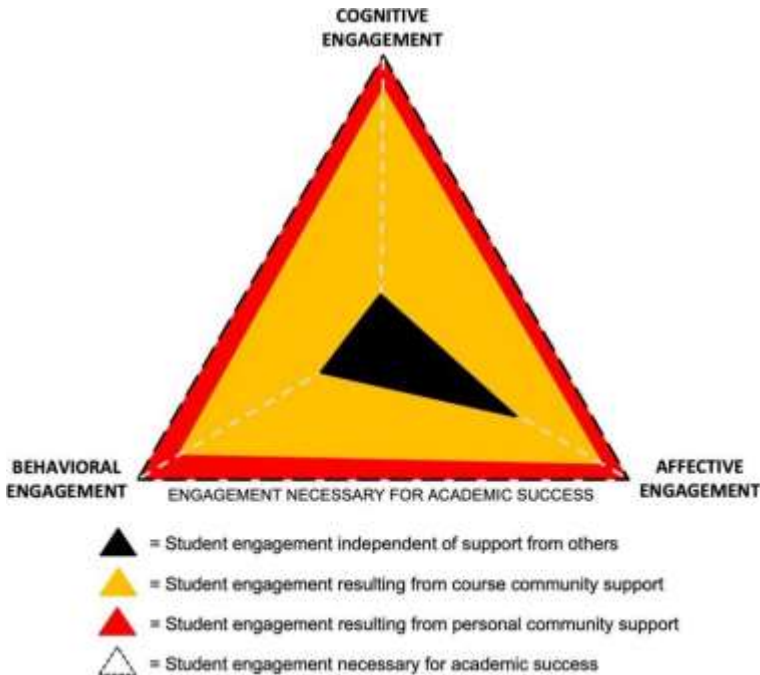 COGNITIVE
ENGAGEMENT
BEHAVIORAL
ENGAGEMENT
AFFECTIVE
ENGAGEMENT
ENGAGEMENT NECESSARY FOR ACADEMIC SUCCESS
= Student engagement independent of support from others
= Student engagement resulting from course community support
= Student engagement resulting from personal community support
= Student engagement necessary for academic success